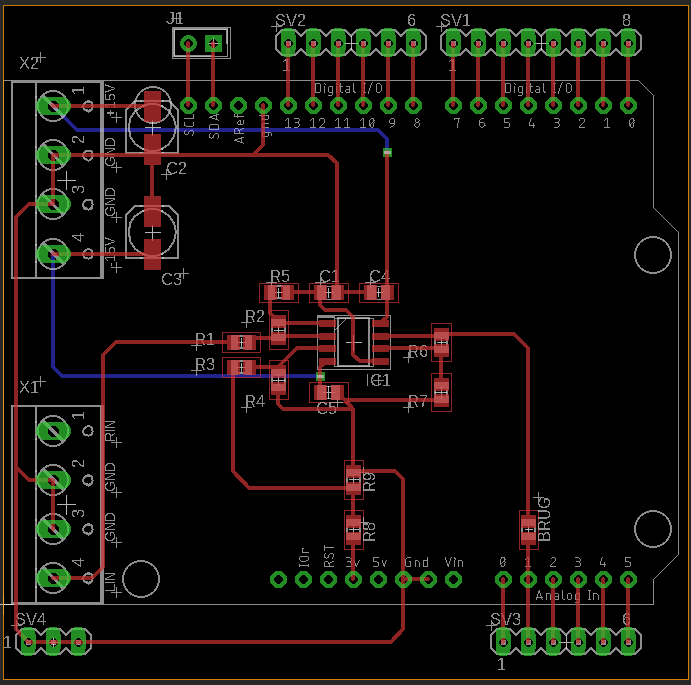 J1
SV2 6
SV1 8
X2
1
1
Digital I/O Digital I/O
1 +15V
SCL SDA ARef gnd 13 12 11 10 9 8 7 6 5 4 3 2 1 0
2 GND
C2
3 GND
4 -15V
C3
R5 C1 C4
R2
R1
R6
R3
IC1
X1
R4 C5 R7
1 RIN
2 GND
R9
3 GND
R8 BRUG
IOr RST 3v 5v Gnd Vin 0 1 2 3 4 5
4 LIN
Analog In
SV4
1
SV3 6
1